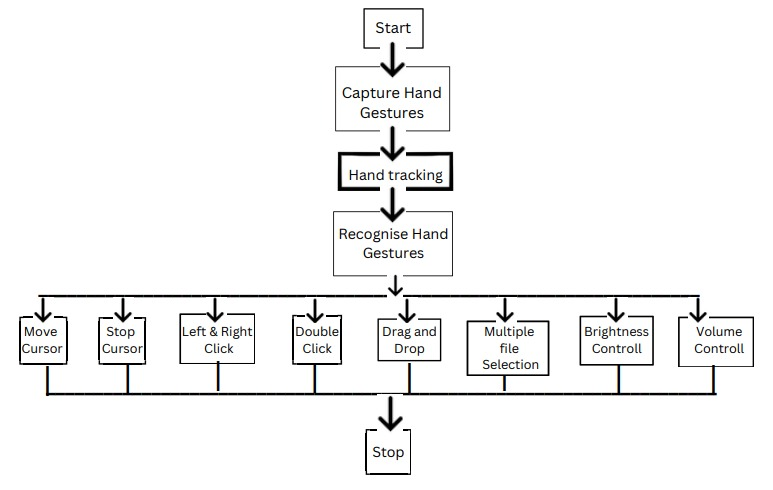 Start
Capture Hand
Gestures
Hand tracking
Recognise Hand
Gestures
Move
Cursor
Stop
Cursor
Left & Right
Click
Double
Click
Drag and
Drop
Multiple
file
Selection
Brightness
Controll
Volume
Controll
Stop